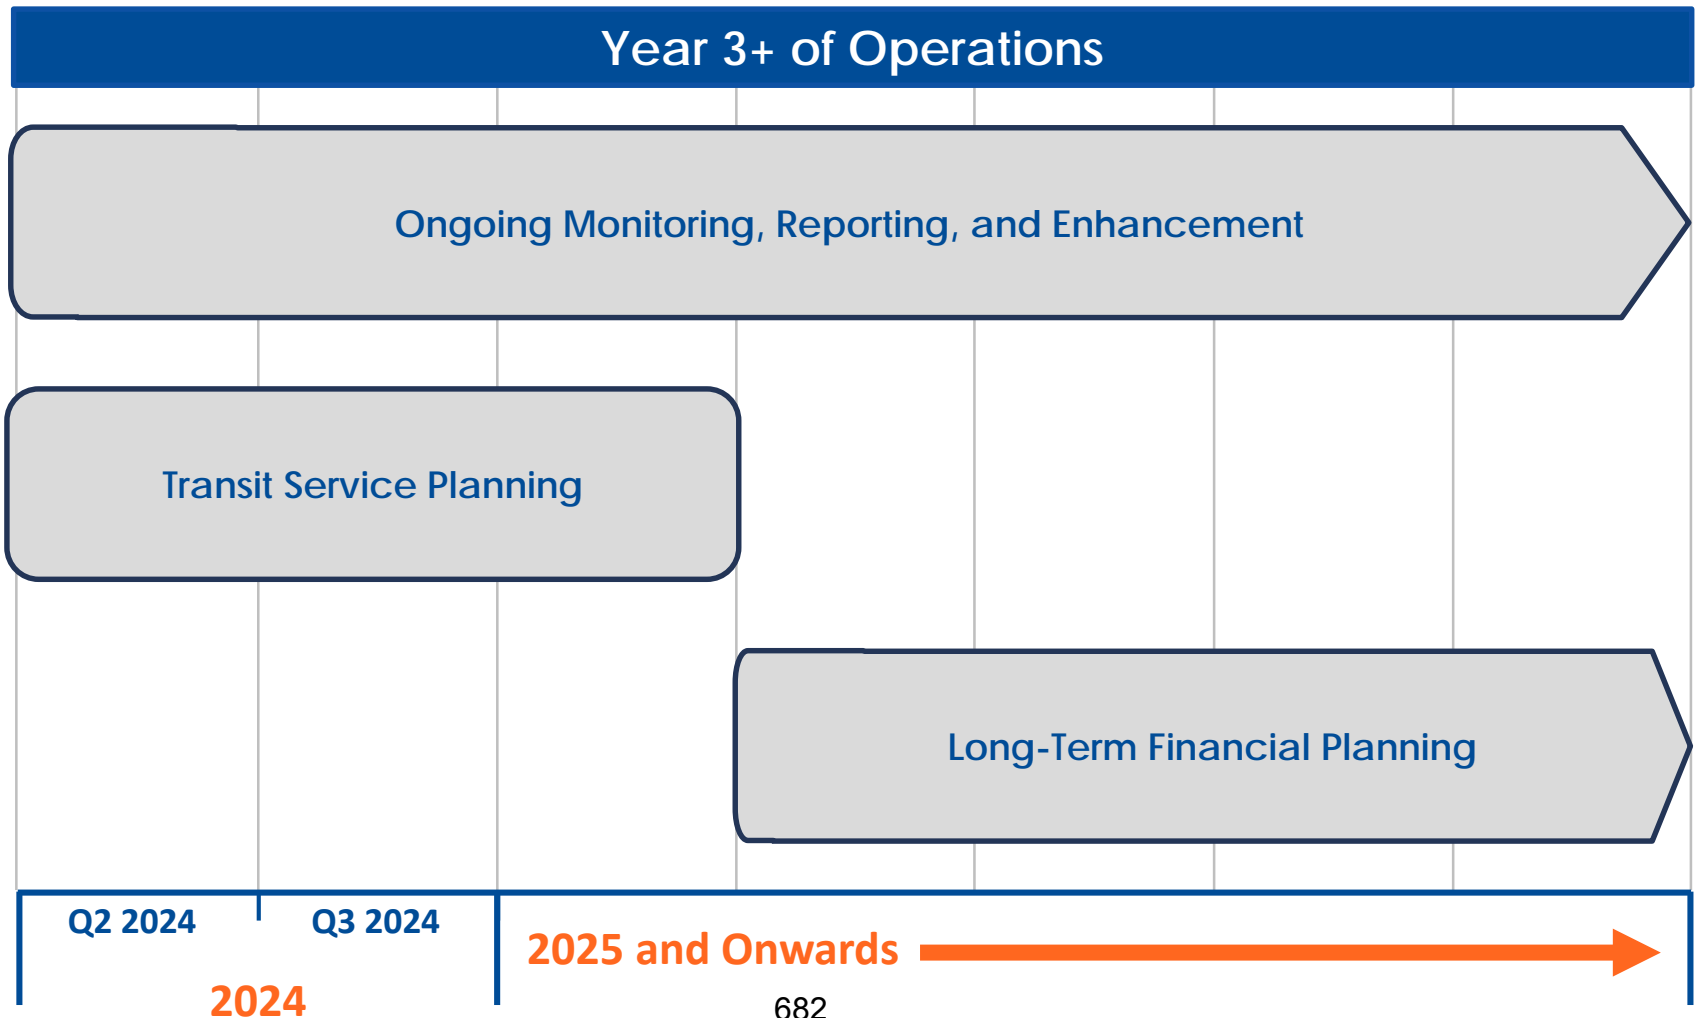 Year 3+ of Operations
Ongoing Monitoring, Reporting, and Enhancement
Transit Service Planning
Long-Term Financial Planning
Q2 2024
Q3 2024
2025 and Onwards
2024
682